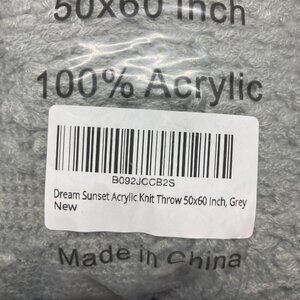 50x60 Inch
100% Acrylic
B092JCCB2S
Dream Sunset Acrylic Knit Throw 50x60 Inch, Grey
New
Made in China